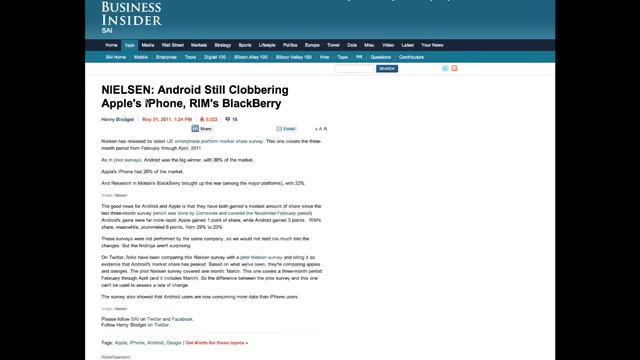 BUSINESS
INSIDER
SAI
Home Tech Media Wall Street Markets Strategy Sports Lifestyle Politics Europe Travel Data Misc. Video Latest Your News
SAI Home Mobile Enterprise Tools Digital 100 Silicon Alley 100 Silicon Valley 100 Hive Tape PR Questions Contributors
SEARCH
NIELSEN: Android Still Clobbering
Apple's iPhone, RIM's BlackBerry
Henry Blodget | May 31, 2011, 1:24 PM | 5,022 | 18
Share Email A A A
Nielsen has released its latest US smartphone platform market share survey. This one covers the three-
month period from February through April, 2011.
As in prior surveys, Android was the big winner, with 36% of the market.
Apple's iPhone had 26% of the market.
And Research in Motion's BlackBerry brought up the rear (among the major platforms), with 22%.
Image: Nielsen
The good news for Android and Apple is that they have both gained a modest amount of share since the
last three-month survey (which was done by Comscore and covered the November-February period)
Android's gains were far more rapid: Apple gained 1 point of share, while Android gained 3 points. RIM's
share, meanwhile, plummeted 6 points, from 29% to 23%
These surveys were not performed by the same company, so we would not read too much into the
changes. But the findings aren't surprising.
On Twitter, folks have been comparing this Nielsen survey with a prior Nielsen survey and citing it as
evidence that Android's market share has peaked. Based on what we've seen, they're comparing apples
and oranges. The prior Nielsen survey covered one month: March. This one covers a three-month period:
February through April (and it includes March). So the difference between the prior survey and this one
can't be used to assess a rate of change.
The survey also showed that Android users are now consuming more data than iPhone users.
Image: Nielsen
Please follow SAI on Twitter and Facebook.
Follow Henry Blodget on Twitter.
Tags: Apple, iPhone, Android, Google | Get Alerts for these topics »
Advertisement: